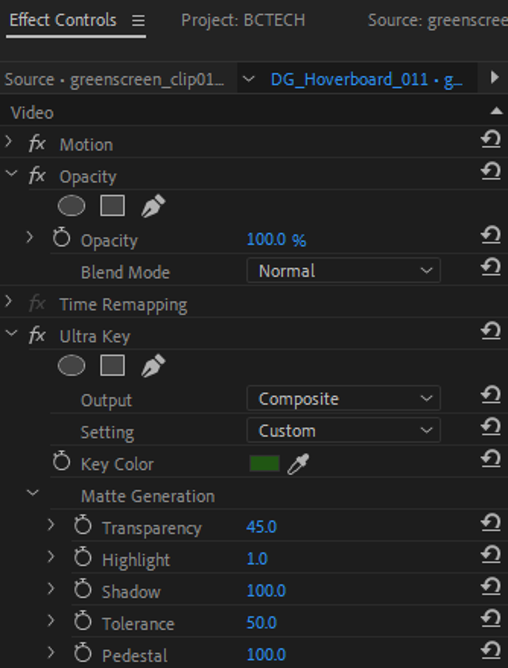 Effect Controls Project: BCTECH Source: greenscree
Source • greenscreen_clip01... DG_Hoverboard_011 • g...
Video
fx Motion
fx Opacity
Opacity 100.0 %
Blend Mode Normal
fx Time Remapping
fx Ultra Key
Output Composite
Setting Custom
Key Color
Matte Generation
Transparency 45.0
Highlight 1.0
Shadow 100.0
Tolerance 50.0
Pedestal 100.0